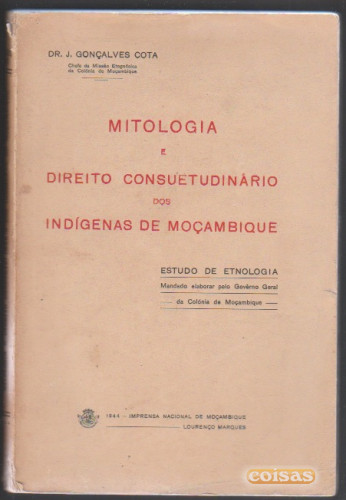 DR. J. GONÇALVES COTA
Chefe da Missão Etognósica
da Colónia de Moçambique
MITOLOGIA
E
DIREITO CONSUETUDINÁRIO
DOS
INDÍGENAS DE MOÇAMBIQUE
ESTUDO DE ETNOLOGIA
Mandado elaborar pelo Govêrno Geral
da Colónia de Moçambique
1944 - IMPRENSA NACIONAL DE MOÇAMBIQUE
LOURENÇO MARQUES
coisas